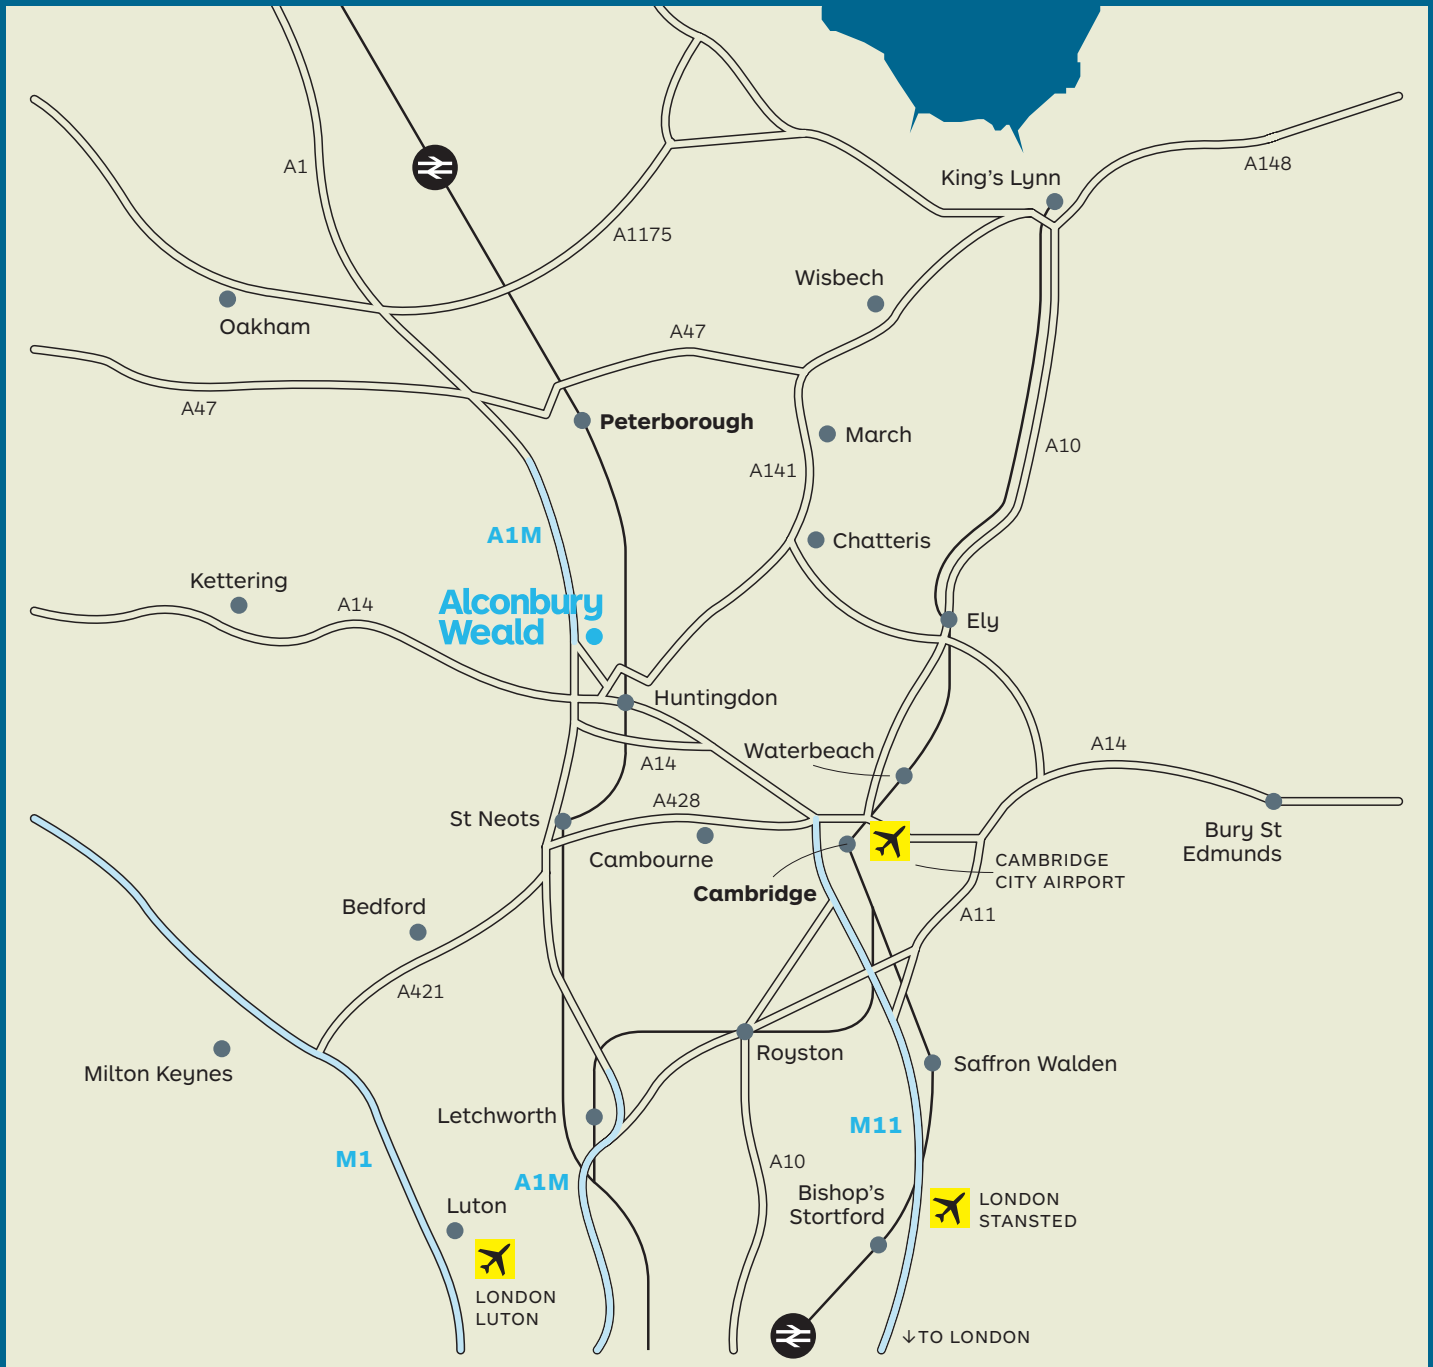 A1
King's Lynn
A148
A1175
Wisbech
Oakham
A47
A47
Peterborough
March
A10
A141
A1M
Chatteris
Kettering
A14
Alconbury
Weald
Ely
Huntingdon
Waterbeach
A14
A14
A428
St Neots
Bury St
Edmunds
Cambourne
CAMBRIDGE
CITY AIRPORT
Cambridge
Bedford
A11
A421
Royston
Saffron Walden
Milton Keynes
Letchworth
M11
M1
A10
A1M
Bishop's
Stortford
LONDON
STANSTED
Luton
LONDON
LUTON
↓TO LONDON